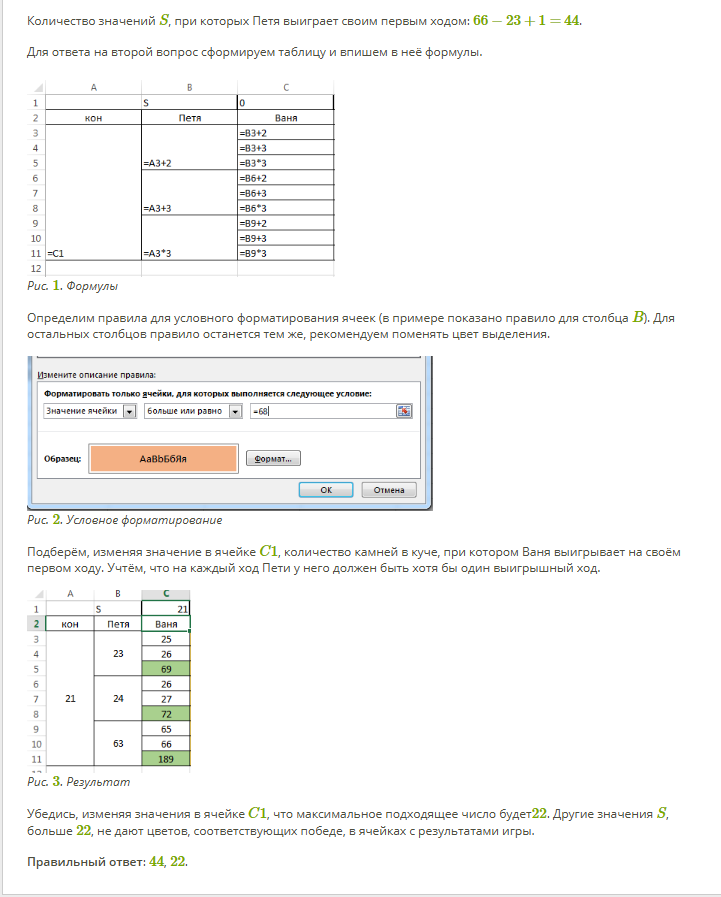 Количество значений S, при которых Петя выиграет своим первым ходом: 66 − 23 + 1 = 44.
Для ответа на второй вопрос сформируем таблицу и впишем в неё формулы.
A B C
1 S 0
2 кон Петя Ваня
3 =B3+2
4 =B3+3
5 =A3+2 =B3*3
6 =B6+2
7 =B6+3
8 =A3+3 =B6*3
9 =B9+2
10 =B9+3
11 =C1 =A3*3 =B9*3
12
Рис. 1. Формулы
Определим правила для условного форматирования ячеек (в примере показано правило для столбца B). Для
остальных столбцов правило останется тем же, рекомендуем поменять цвет выделения.
Измените описание правила:
Форматировать только ячейки, для которых выполняется следующее условие:
Значение ячейки больше или равно =68
Образец: АаВbБбЯя Формат...
ОК Отмена
Рис. 2. Условное форматирование
Подберём, изменяя значение в ячейке C1, количество камней в куче, при котором Ваня выигрывает на своём
первом ходу. Учтём, что на каждый ход Пети у него должен быть хотя бы один выигрышный ход.
A B C
1 S 21
2 кон Петя Ваня
3 25
4 23 26
5 69
6 26
7 21 24 27
8 72
9 65
10 63 66
11 189
Рис. 3. Результат
Убедись, изменяя значения в ячейке C1, что максимальное подходящее число будет22. Другие значения S,
больше 22, не дают цветов, соответствующих победе, в ячейках с результатами игры.
Правильный ответ: 44, 22.